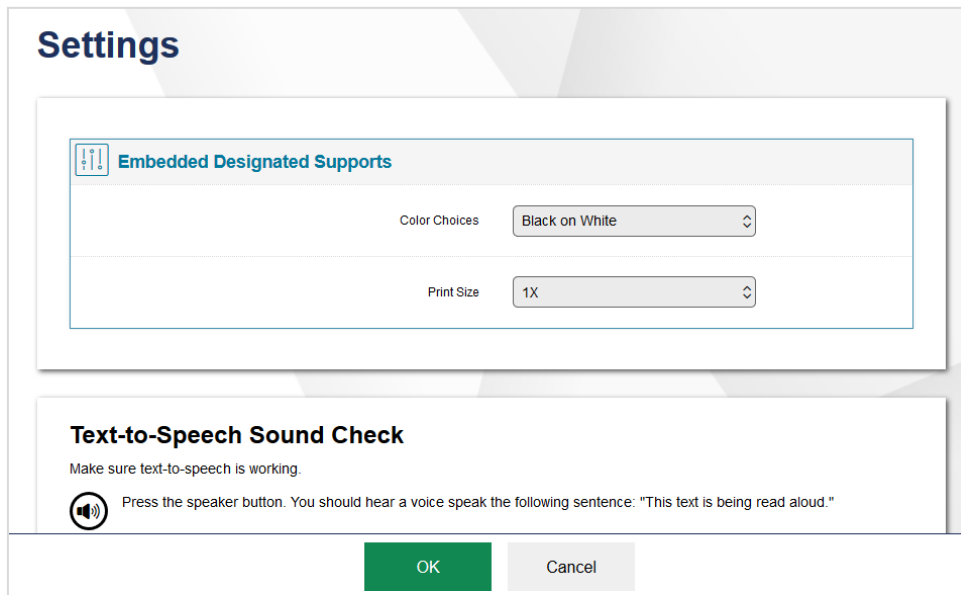 Settings
Embedded Designated Supports
Color Choices
Black on White
Print Size
1X
Text-to-Speech Sound Check
Make sure text-to-speech is working.
Press the speaker button. You should hear a voice speak the following sentence: "This text is being read aloud."
OK
Cancel